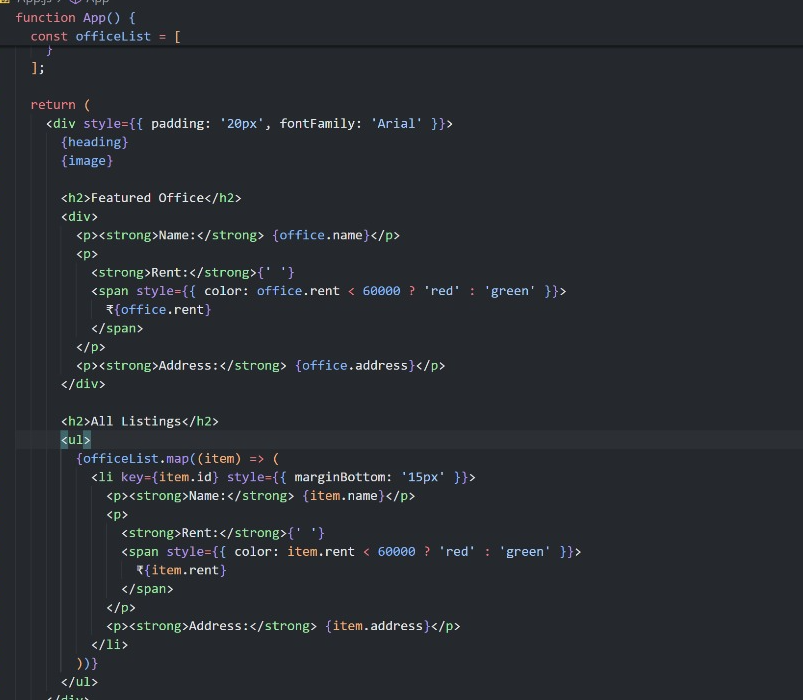 App.js > App
function App() {
const officeList = [
}
];
return (
<div style={{ padding: '20px', fontFamily: 'Arial' }}>
{heading}
{image}
<h2>Featured Office</h2>
<div>
<p><strong>Name:</strong> {office.name}</p>
<p>
<strong>Rent:</strong>{' '}
<span style={{ color: office.rent < 60000 ? 'red' : 'green' }}>
₹{office.rent}
</span>
</p>
<p><strong>Address:</strong> {office.address}</p>
</div>
<h2>All Listings</h2>
<ul>
{officeList.map((item) => (
<li key={item.id} style={{ marginBottom: '15px' }}>
<p><strong>Name:</strong> {item.name}</p>
<p>
<strong>Rent:</strong>{' '}
<span style={{ color: item.rent < 60000 ? 'red' : 'green' }}>
₹{item.rent}
</span>
</p>
<p><strong>Address:</strong> {item.address}</p>
</li>
))}
</ul>
</div>